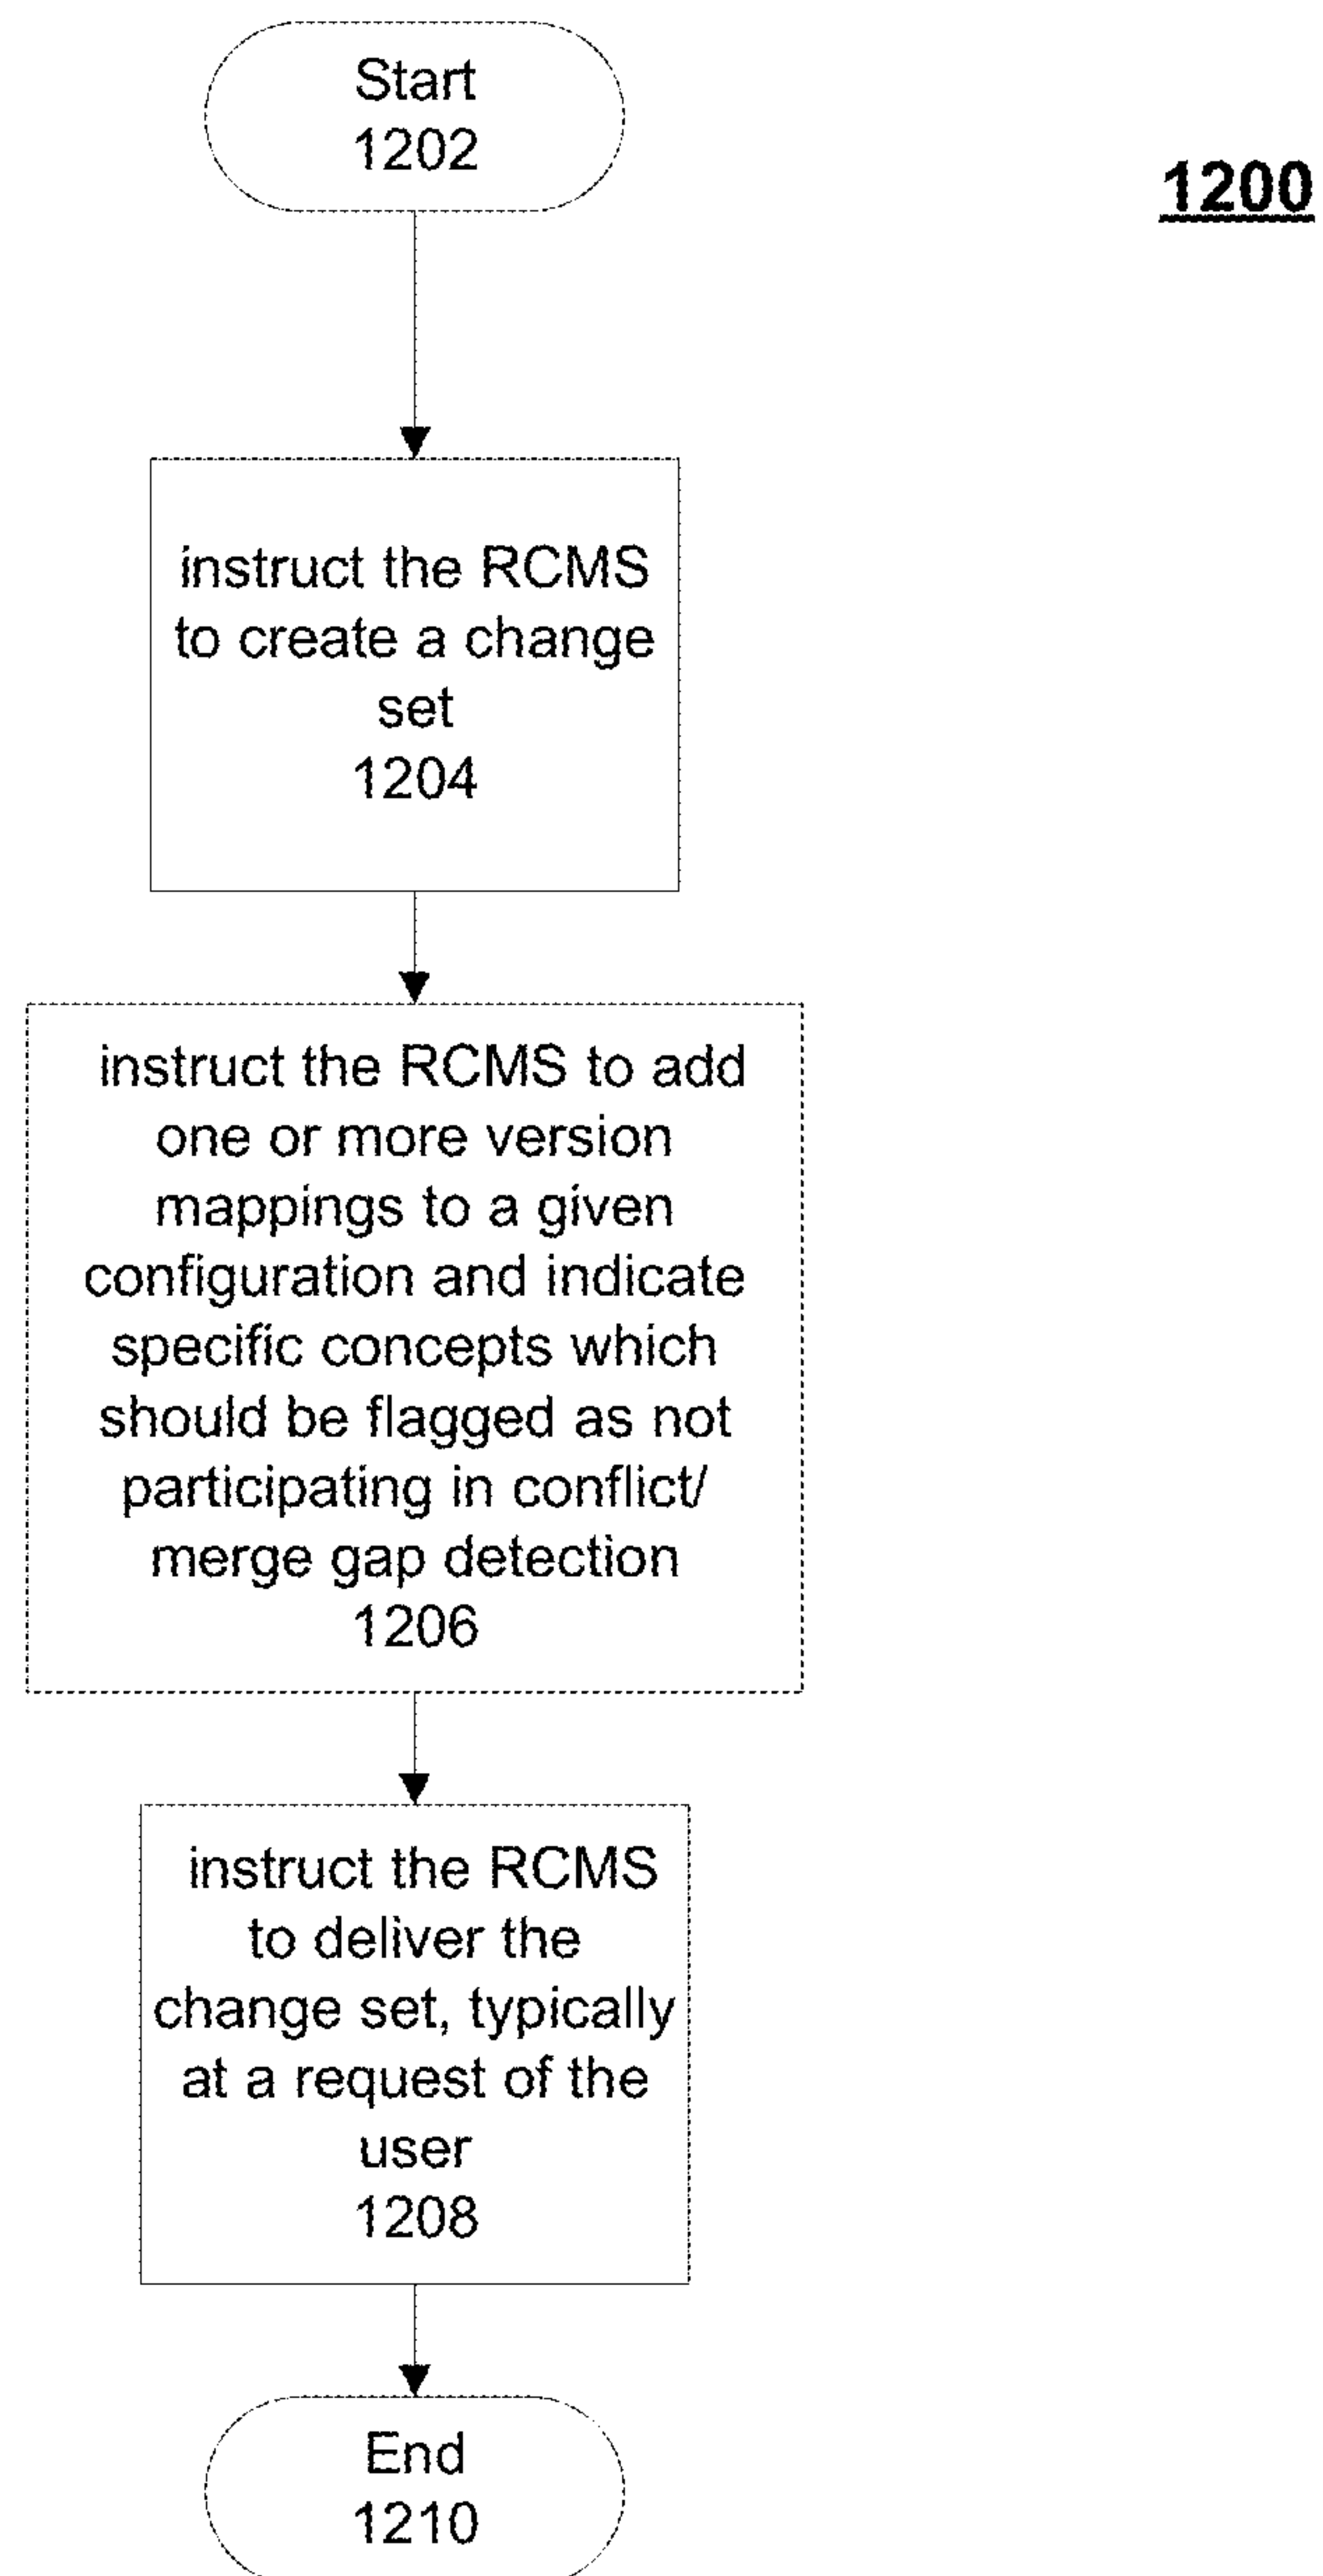 Start
1202
1200
instruct the RCMS
to create a change
set
1204
instruct the RCMS to add
one or more version
mappings to a given
configuration and indicate
specific concepts which
should be flagged as not
participating in conflict/
merge gap detection
1206
instruct the RCMS
to deliver the
change set, typically
at a request of the
user
1208
End
1210